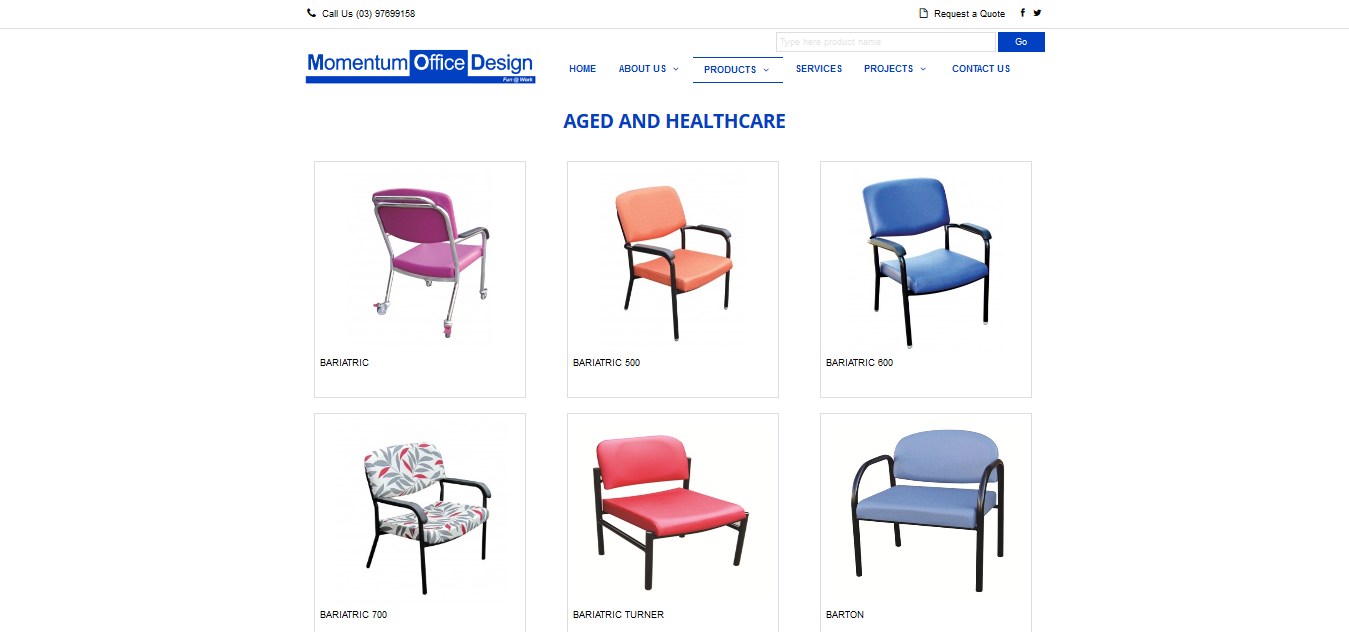 Call Us (03) 97699158
Request a Quote
Type here product name
Go
Momentum Office Design
Fun @ Work
HOME
ABOUT US
PRODUCTS
SERVICES
PROJECTS
CONTACT US
AGED AND HEALTHCARE
BARIATRIC
BARIATRIC 500
BARIATRIC 600
BARIATRIC 700
BARIATRIC TURNER
BARTON